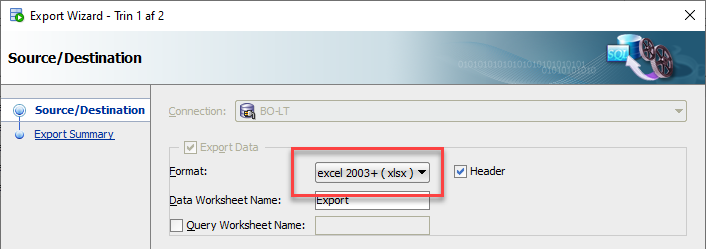 Export Wizard - Trin 1 af 2
Source/Destination
SQL
Source/Destination
Export Summary
Connection: BO-LT
Export Data
Format: excel 2003+ ( xlsx ) Header
Data Worksheet Name: Export
Query Worksheet Name: